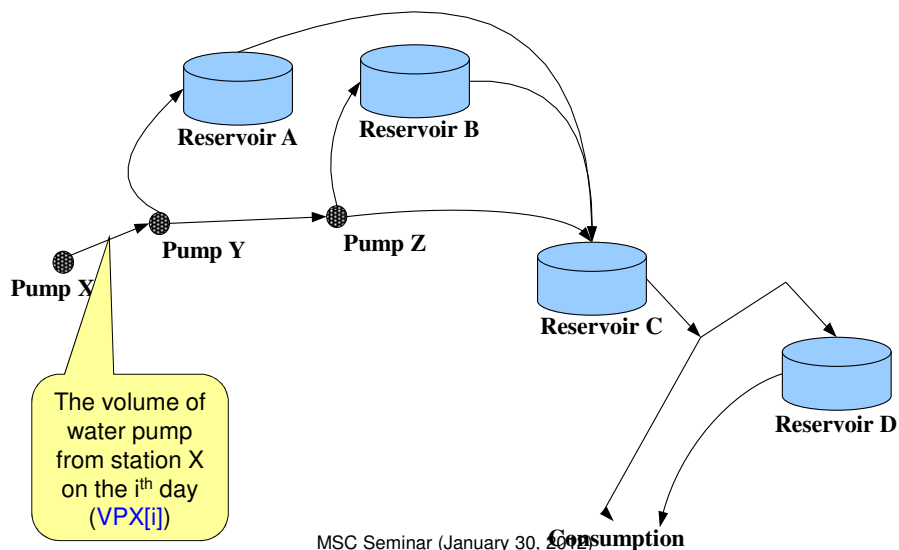 Reservoir A
Reservoir B
Pump Y
Pump Z
Pump X
Reservoir C
Reservoir D
The volume of
water pump
from station X
on the ith day
(VPX[i])
Consumption
MSC Seminar (January 30, 2012)